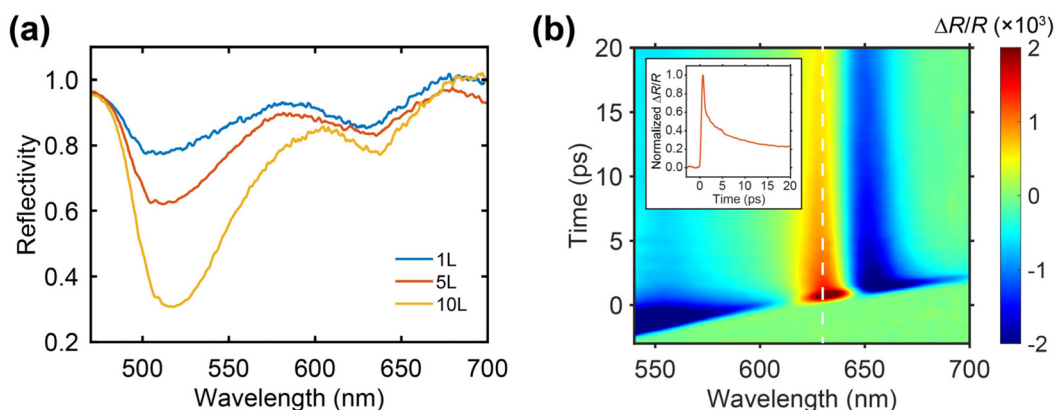 (a)
Reflectivity
1.0
0.8
0.6
0.4
0.2
500
550
600
650
700
Wavelength (nm)
1L
5L
10L
(b)
ΔR/R (×10³)
Time (ps)
20
15
10
5
0
550
600
650
700
Wavelength (nm)
Normalized ΔR/R
1.0
0.8
0.6
0.4
0.2
0.0
0
5
10
15
20
Time (ps)
2
1
0
-1
-2